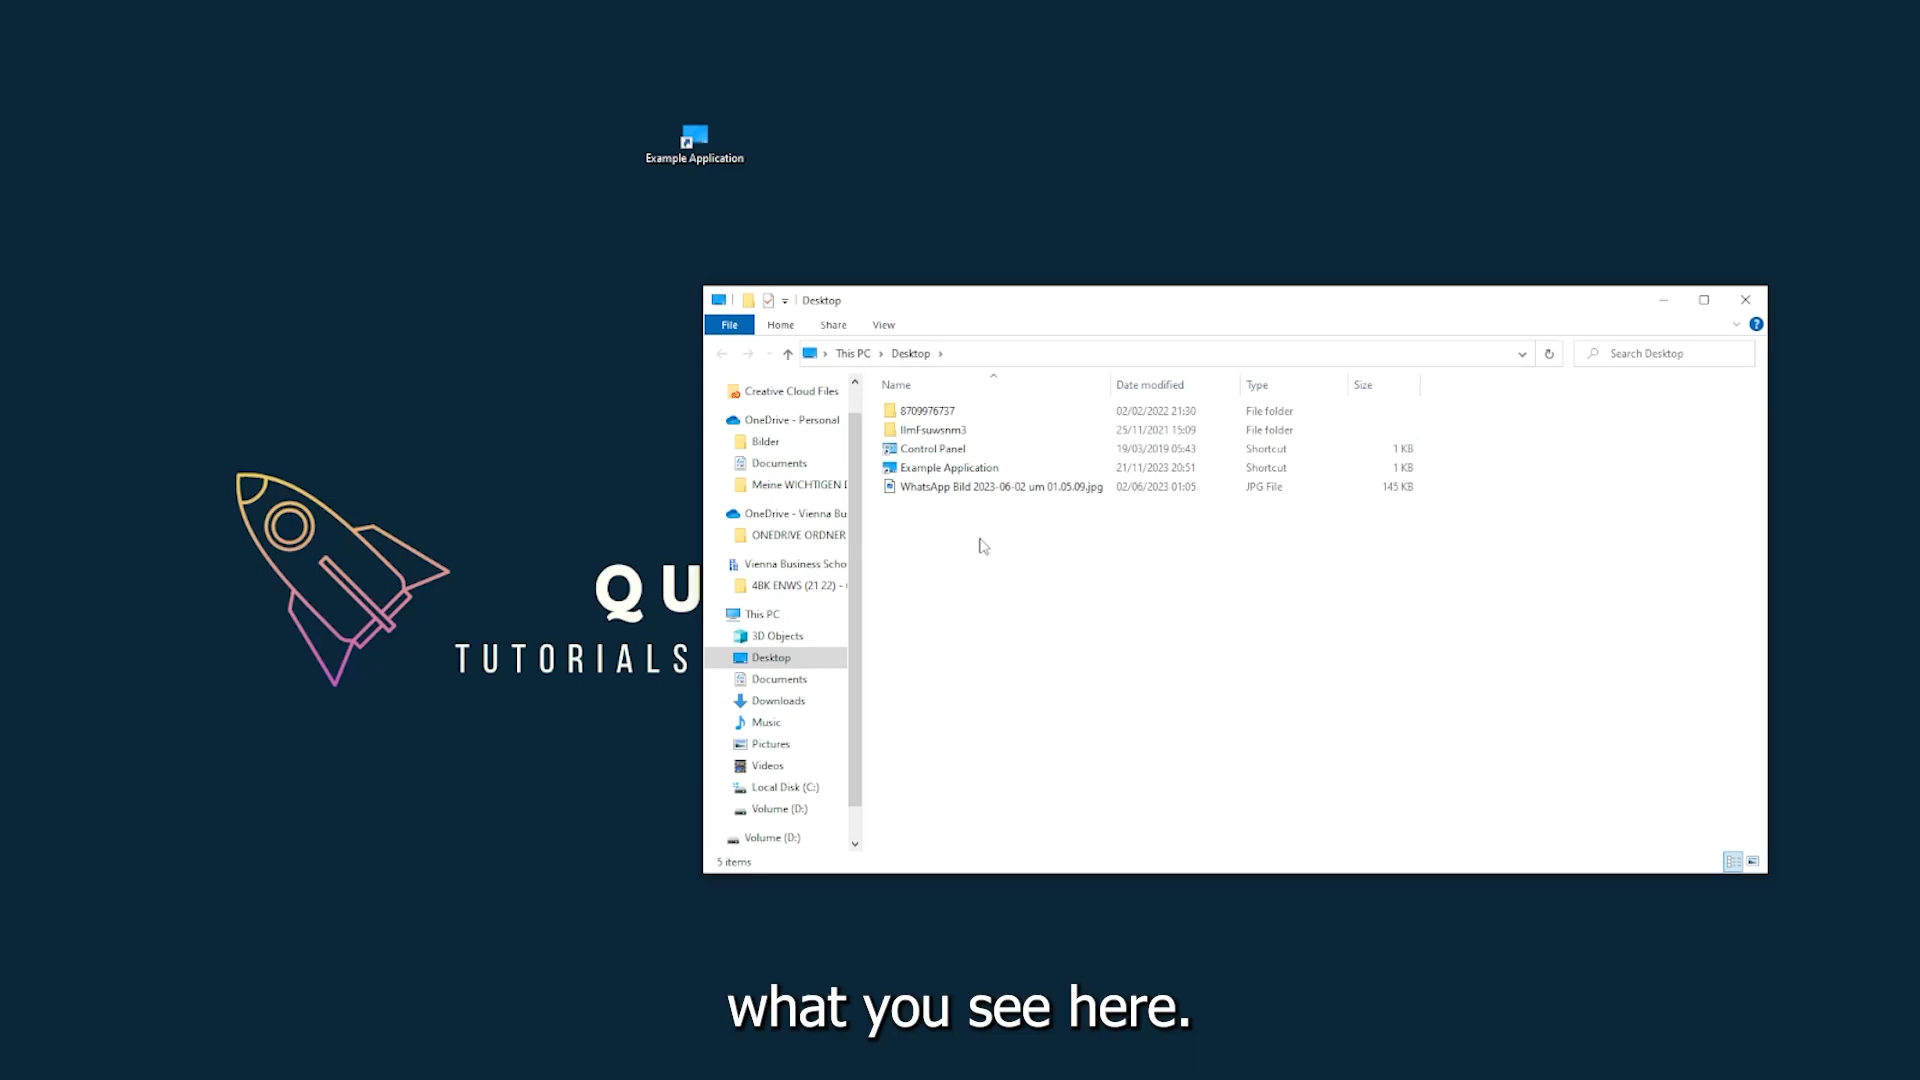 Example Application
Desktop
File Home Share View
This PC Desktop
Search Desktop
Name Date modified Type Size
8709976737 02/02/2022 21:30 File folder
IImFsuwsnm3 25/11/2021 15:09 File folder
Control Panel 19/03/2019 05:43 Shortcut 1 KB
Example Application 21/11/2023 20:51 Shortcut 1 KB
WhatsApp Bild 2023-06-02 um 01.05.09.jpg 02/06/2023 01:05 JPG File 145 KB
Creative Cloud Files
OneDrive - Personal
Bilder
Documents
Meine WICHTIGEN D
OneDrive - Vienna Bu
ONEDRIVE ORDNER
Vienna Business Scho
4BK ENWS (21 22) -
This PC
3D Objects
Desktop
Documents
Downloads
Music
Pictures
Videos
Local Disk (C:)
Volume (D:)
Volume (D:)
5 items
QU
TUTORIALS
what you see here.